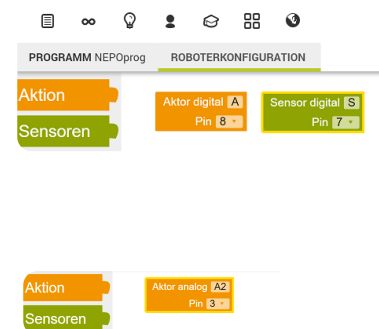 PROGRAMM NEPOprog ROBOTERKONFIGURATION
Aktion
Sensoren
Aktor digital A
Pin 8
Sensor digital S
Pin 7
Aktion
Sensoren
Aktor analog A2
Pin 3